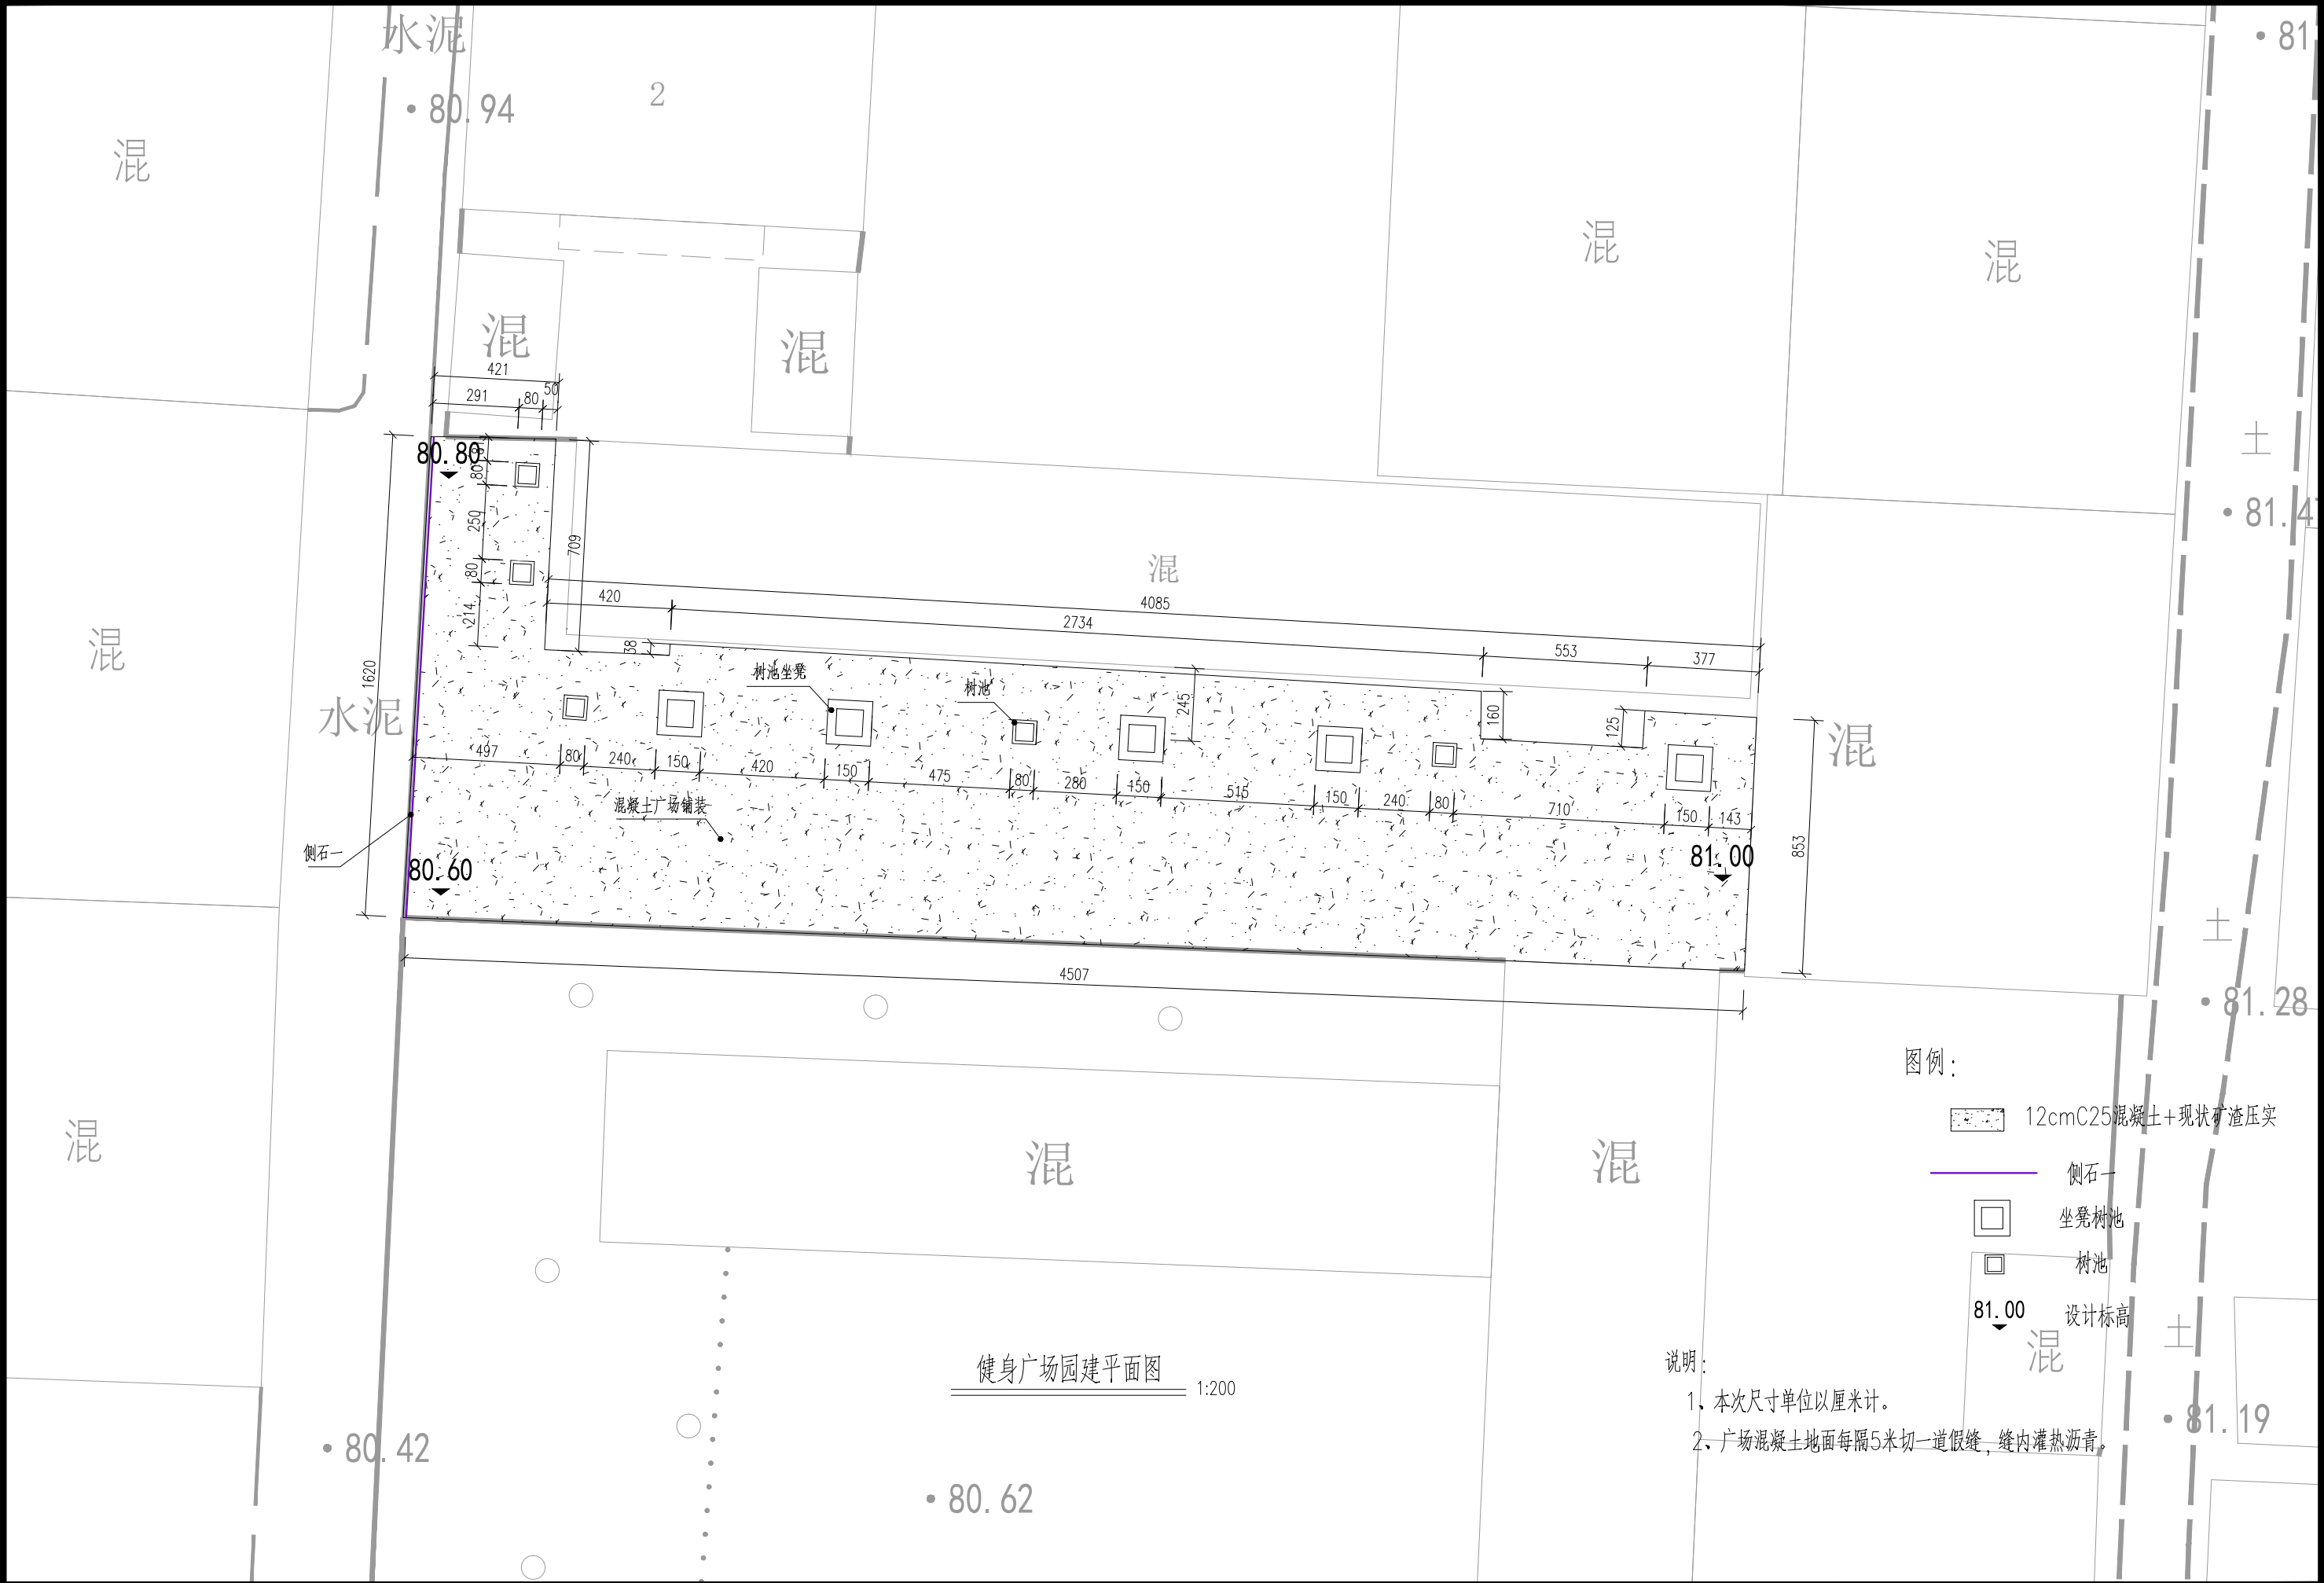 水泥
81
80.94
2
混
混
混
混
混
土
421
291
80
50
80.80
80
81.4
250
709
混
80
420
4085
214
2734
38
553
377
混
1620
树池坐凳
树池
水泥
245
160
125
混
497
80
240
150
420
150
475
80
280
150
515
150
240
80
710
150
143
853
混凝土广场铺装
侧石一
80.60
81.00
土
4507
81.28
图例：
12cmC25混凝土+现状矿渣压实
混
混
混
侧石一
坐凳树池
树池
81.00
设计标高
土
混
健身广场园建平面图
1:200
说明：
1、本次尺寸单位以厘米计。
2、广场混凝土地面每隔5米切一道假缝，缝内灌热沥青。
81.19
80.42
80.62